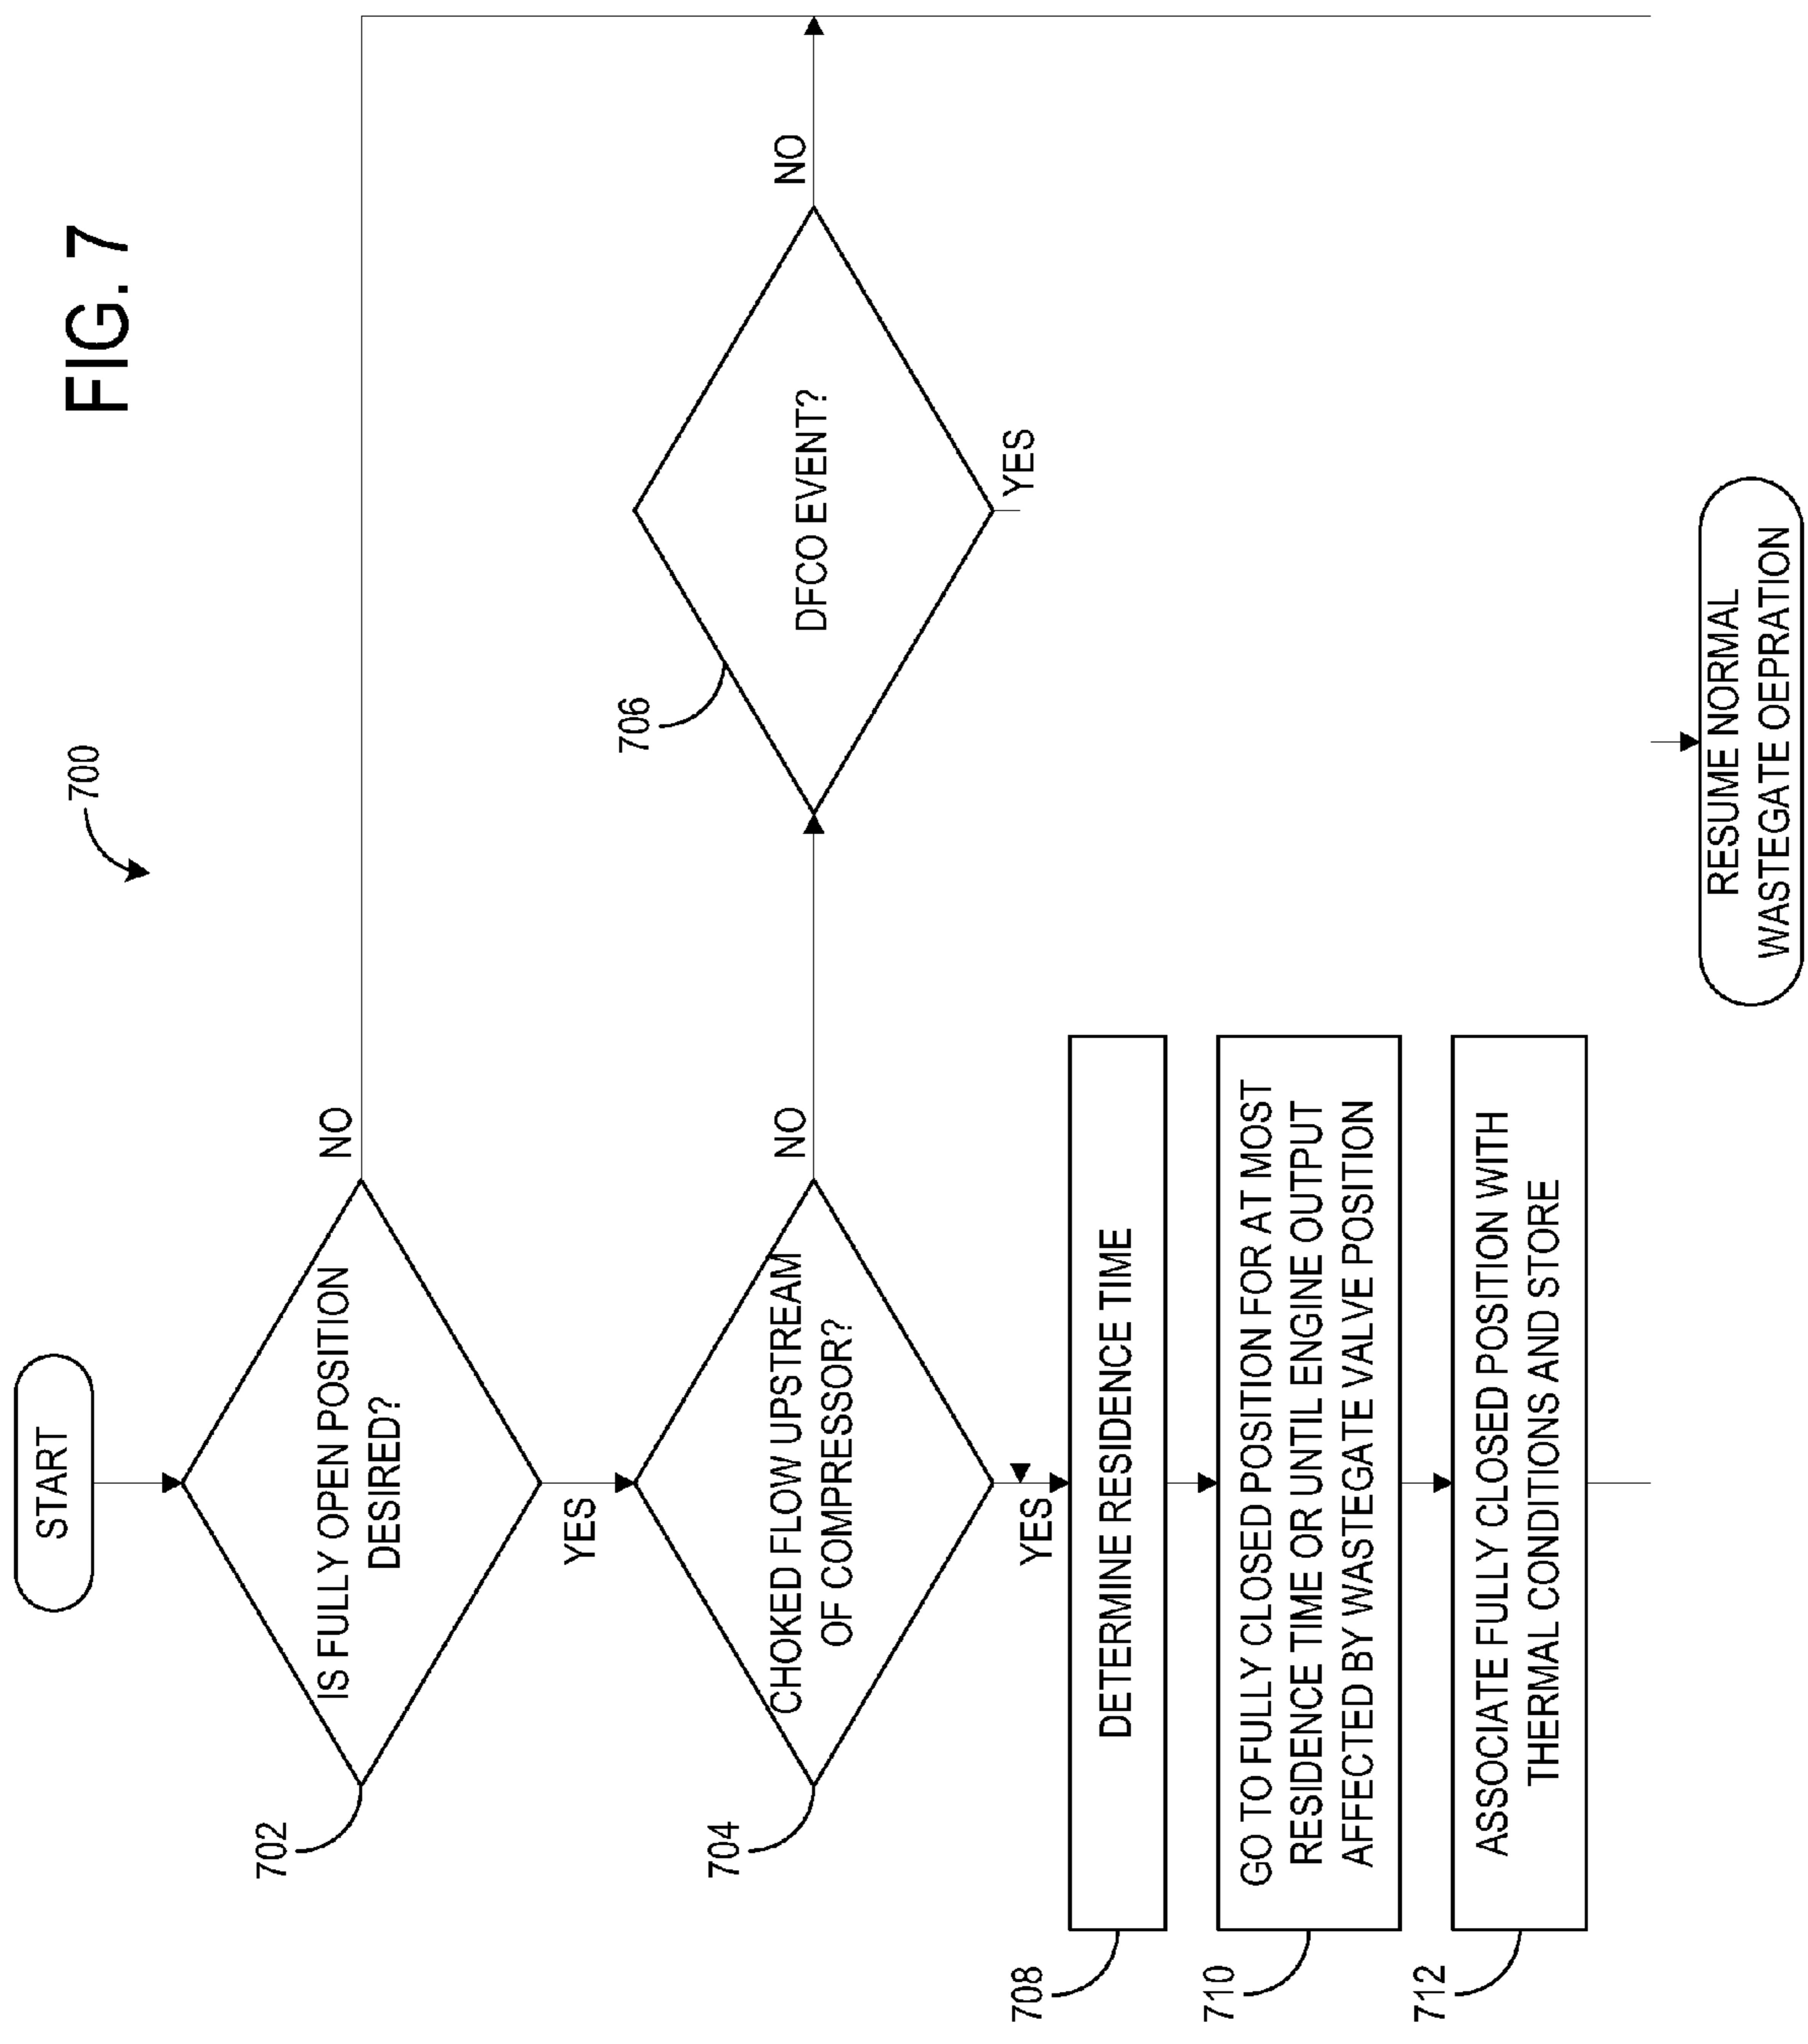 FIG. 7
700
START
702
IS FULLY OPEN POSITION
DESIRED?
NO
YES
704
CHOKED FLOW UPSTREAM
OF COMPRESSOR?
NO
YES
706
DFCO EVENT?
NO
YES
708
DETERMINE RESIDENCE TIME
710
GO TO FULLY CLOSED POSITION FOR AT MOST
RESIDENCE TIME OR UNTIL ENGINE OUTPUT
AFFECTED BY WASTEGATE VALVE POSITION
712
ASSOCIATE FULLY CLOSED POSITION WITH
THERMAL CONDITIONS AND STORE
RESUME NORMAL
WASTEGATE OEPRATION